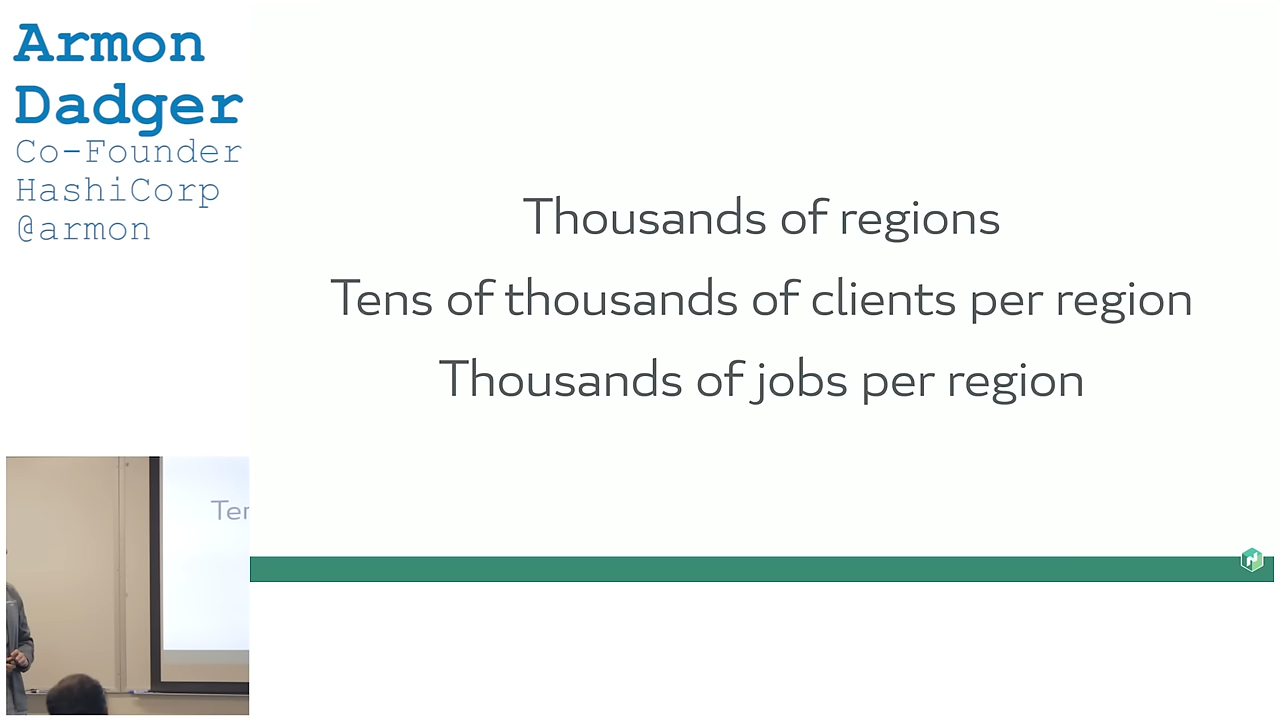 Armon
Dadger
Co-Founder
HashiCorp
@armon
Thousands of regions
Tens of thousands of clients per region
Thousands of jobs per region
Ter